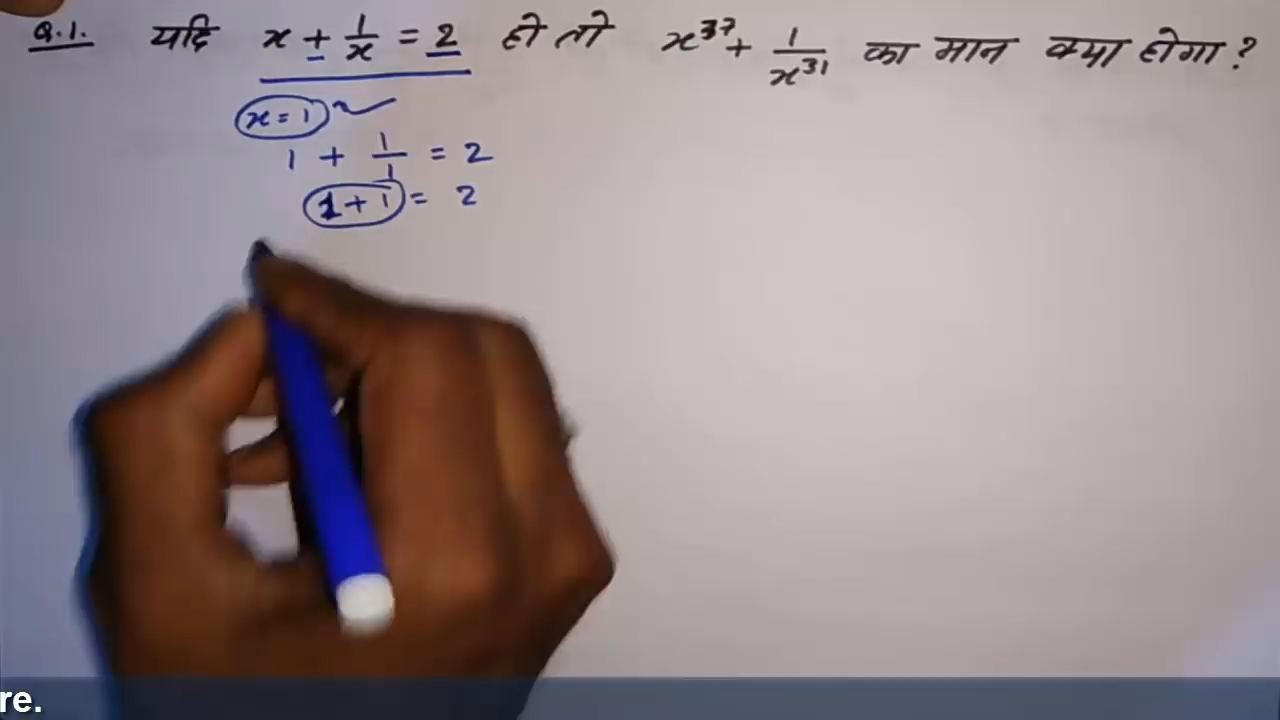 Q.1. यदि x + 1/x = 2 हो तो x³⁷ + 1/x³¹ का मान क्या होगा ?
x = 1
1 + 1/1 = 2
1 + 1 = 2
re.